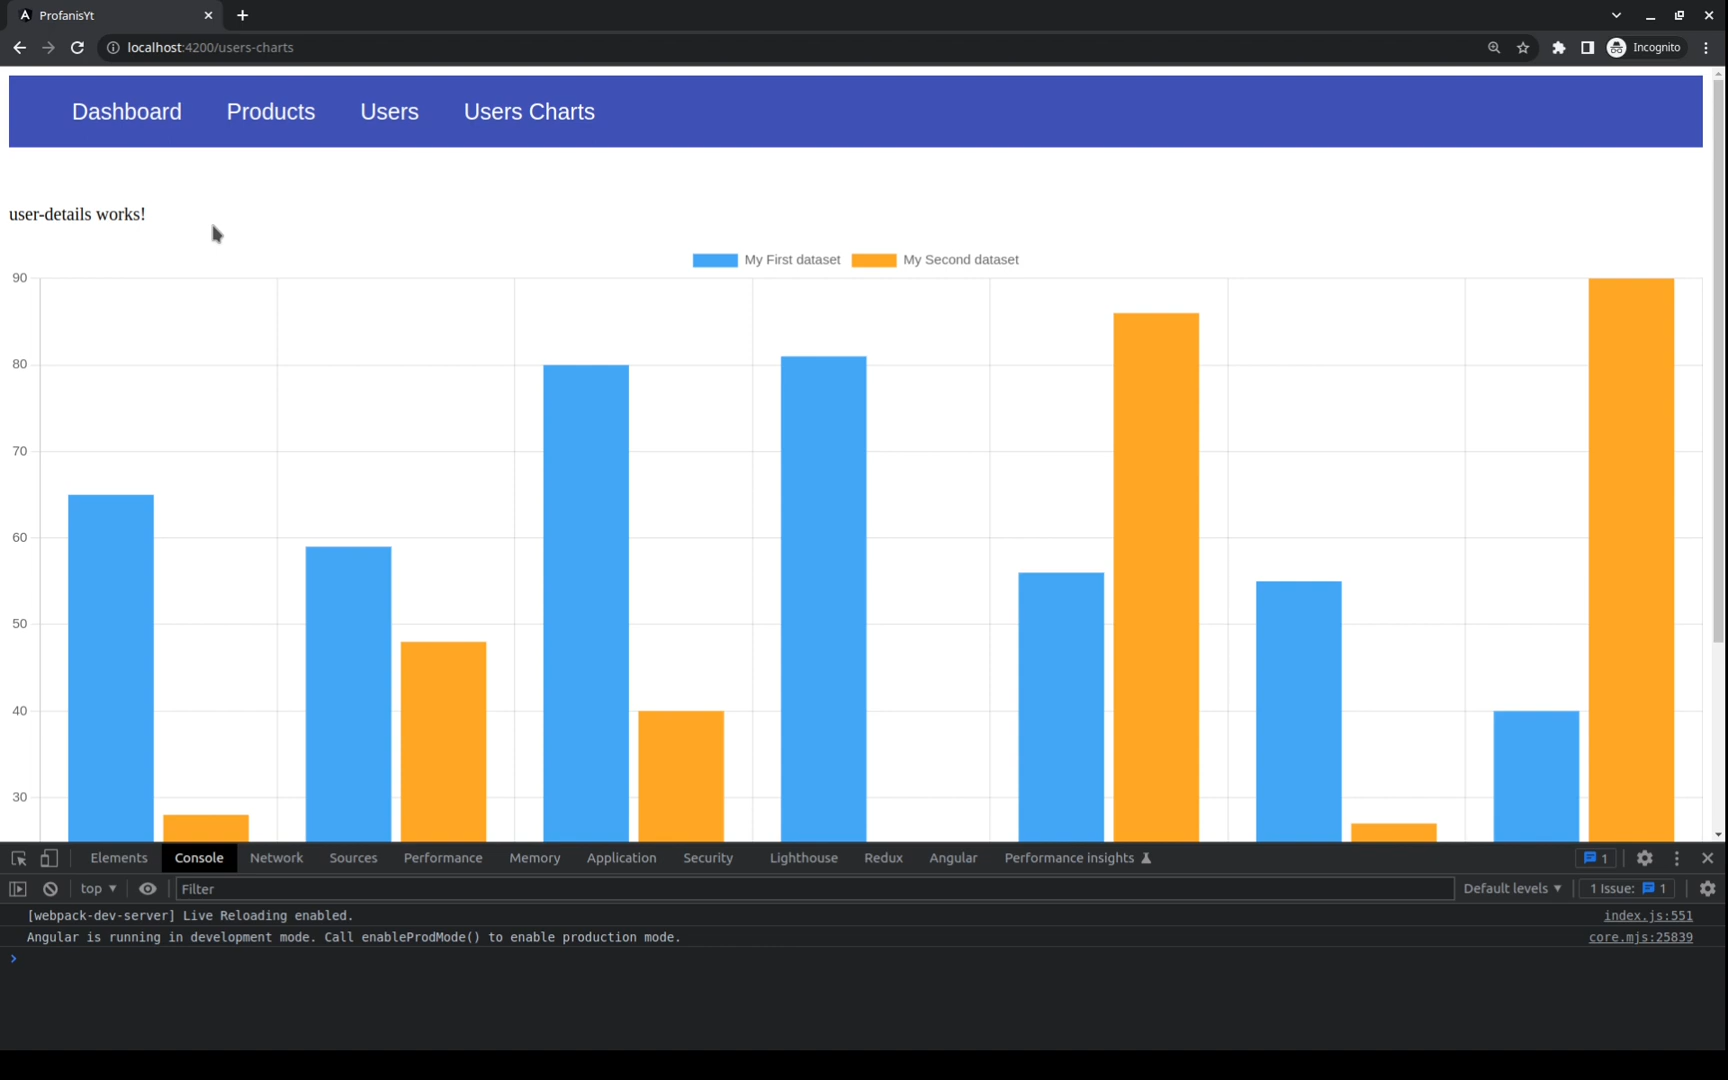 ProfanisYt
localhost:4200/users-charts
Incognito
Dashboard Products Users Users Charts
user-details works!
My First dataset My Second dataset
90
80
70
60
50
40
30
Elements Console Network Sources Performance Memory Application Security Lighthouse Redux Angular Performance insights 1
top Filter Default levels 1 Issue: 1
[webpack-dev-server] Live Reloading enabled. index.js:551
Angular is running in development mode. Call enableProdMode() to enable production mode. core.mjs:25839